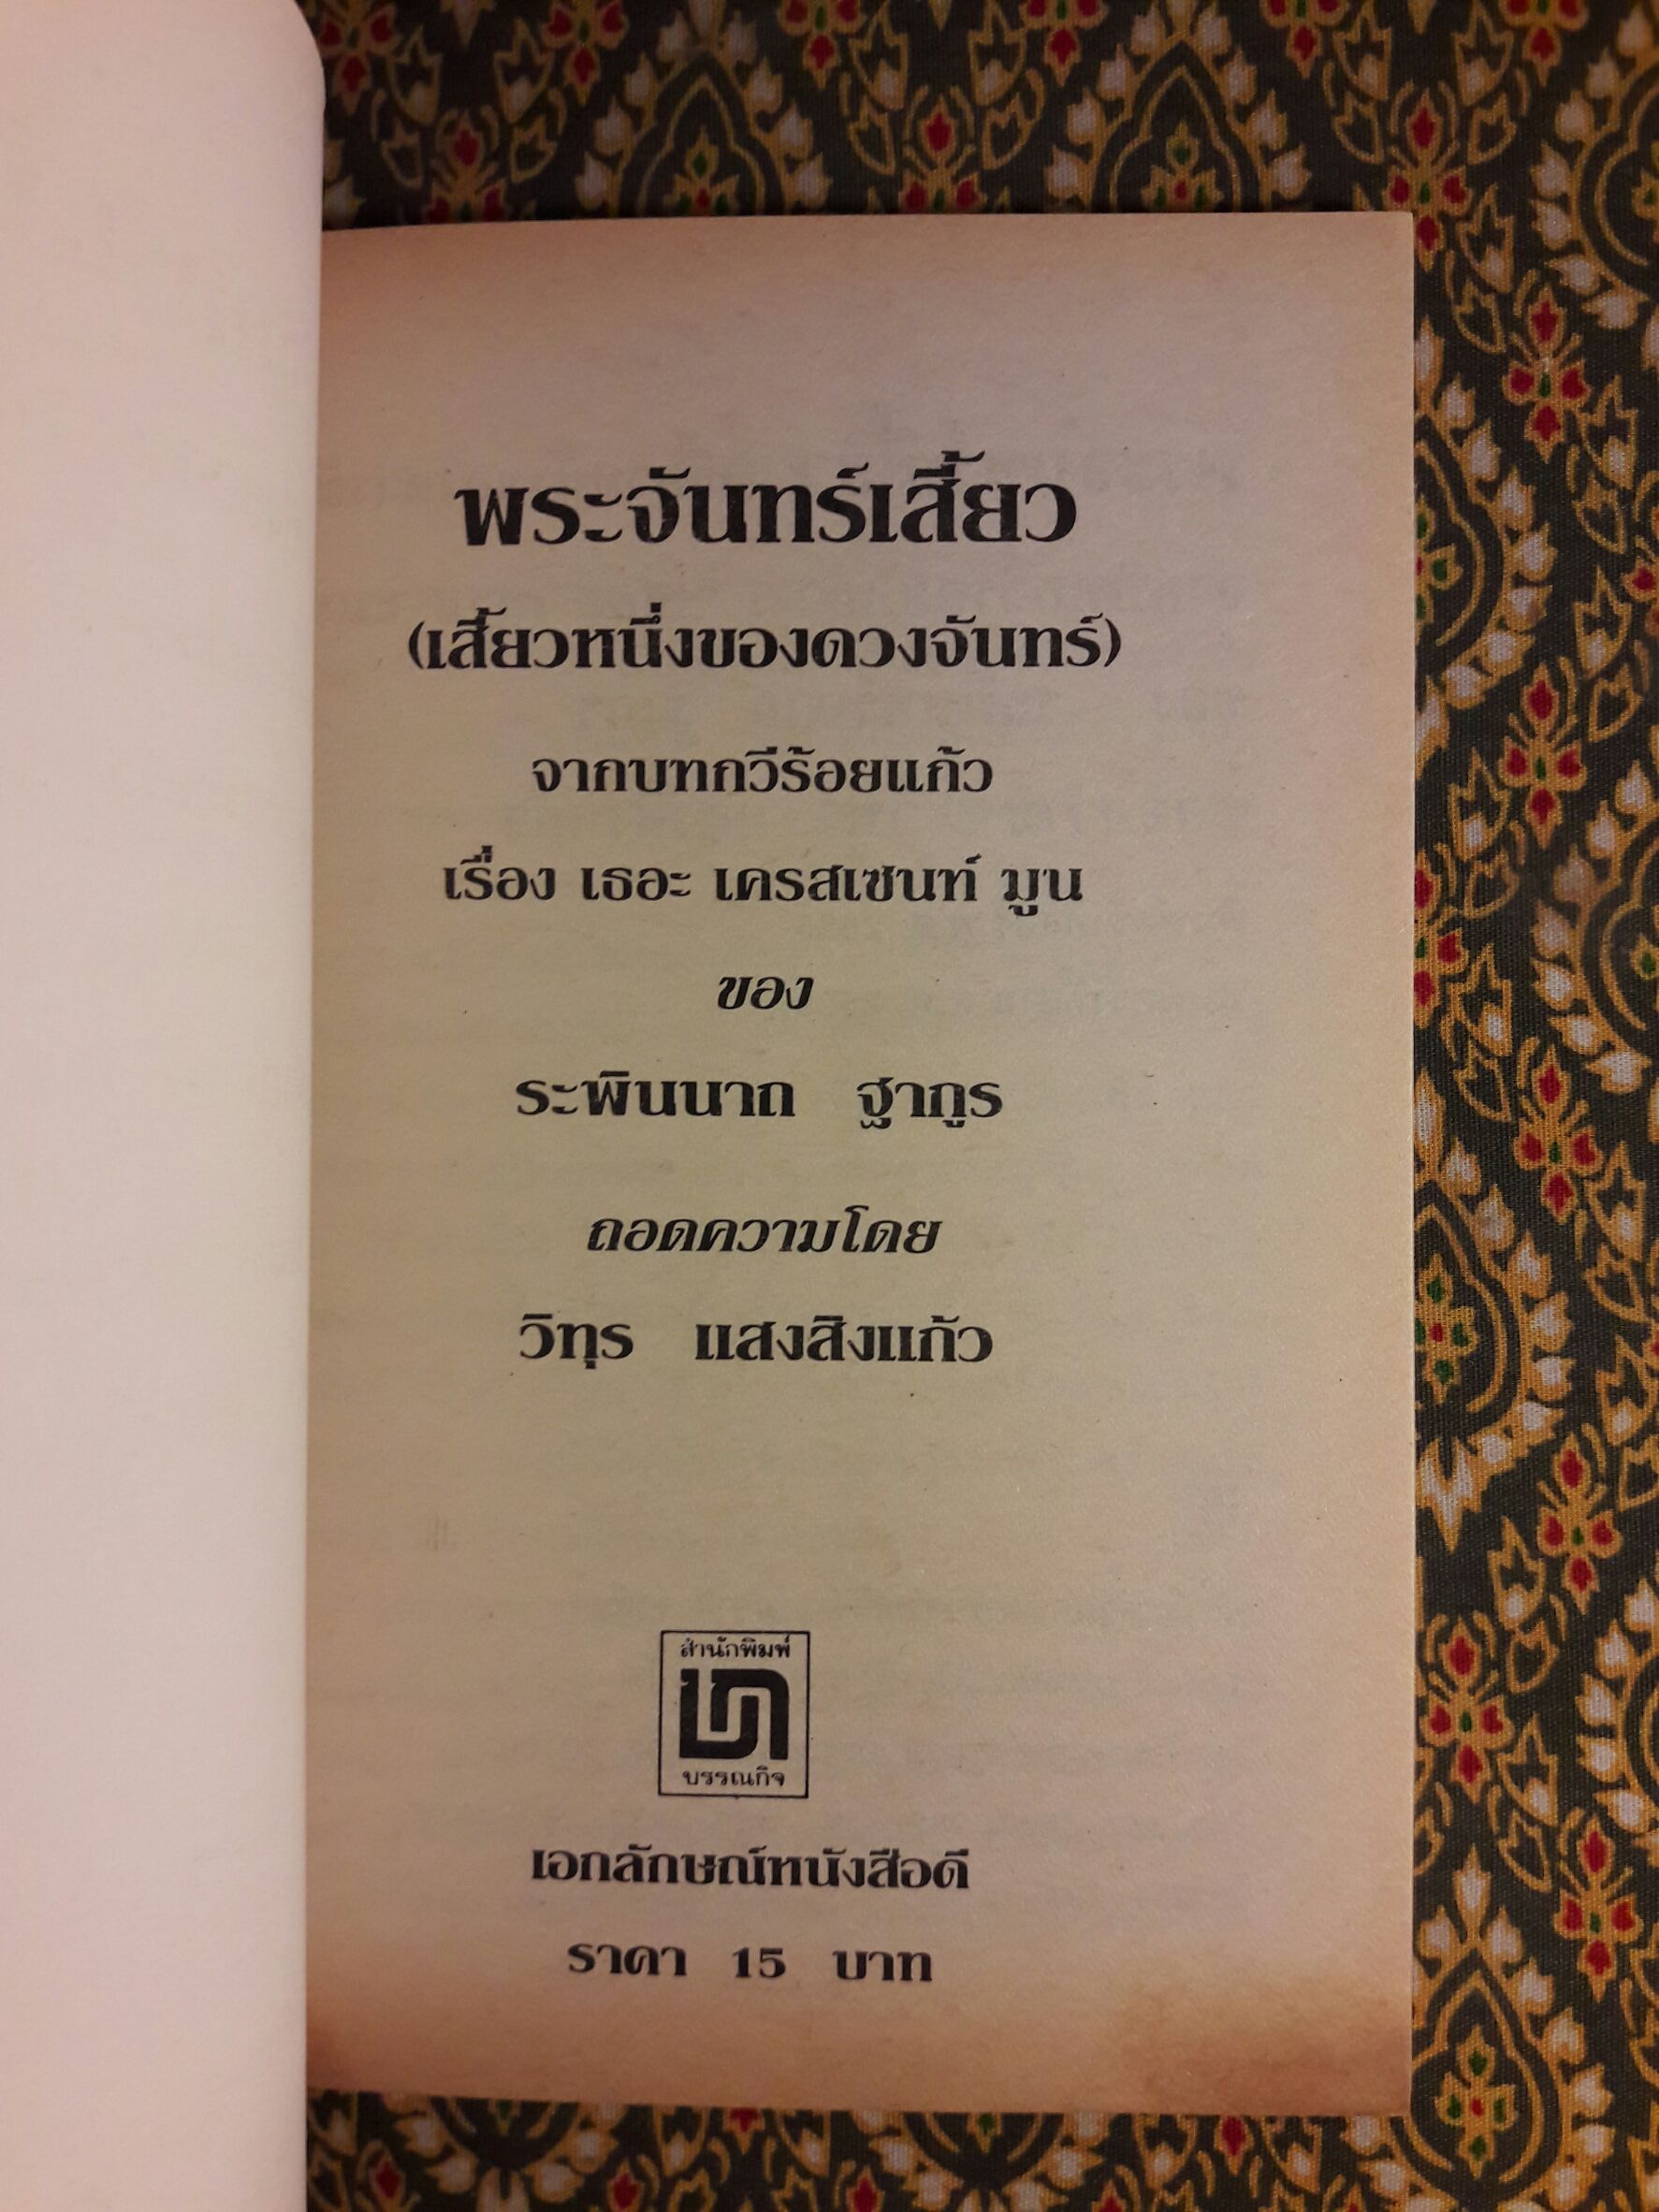 พระจันทร์เสี้ยว
(เสี้ยวหนึ่งของดวงจันทร์)
จากบทกวีร้อยแก้ว
เรื่อง เธอะ เครสเซนท์ มูน
ของ
ระพินนาถ ฐากูร
ถอดความโดย
วิทุร แสงสิงแก้ว
สำนักพิมพ์
บรรณกิจ
เอกลักษณ์หนังสือดี
ราคา 15 บาท